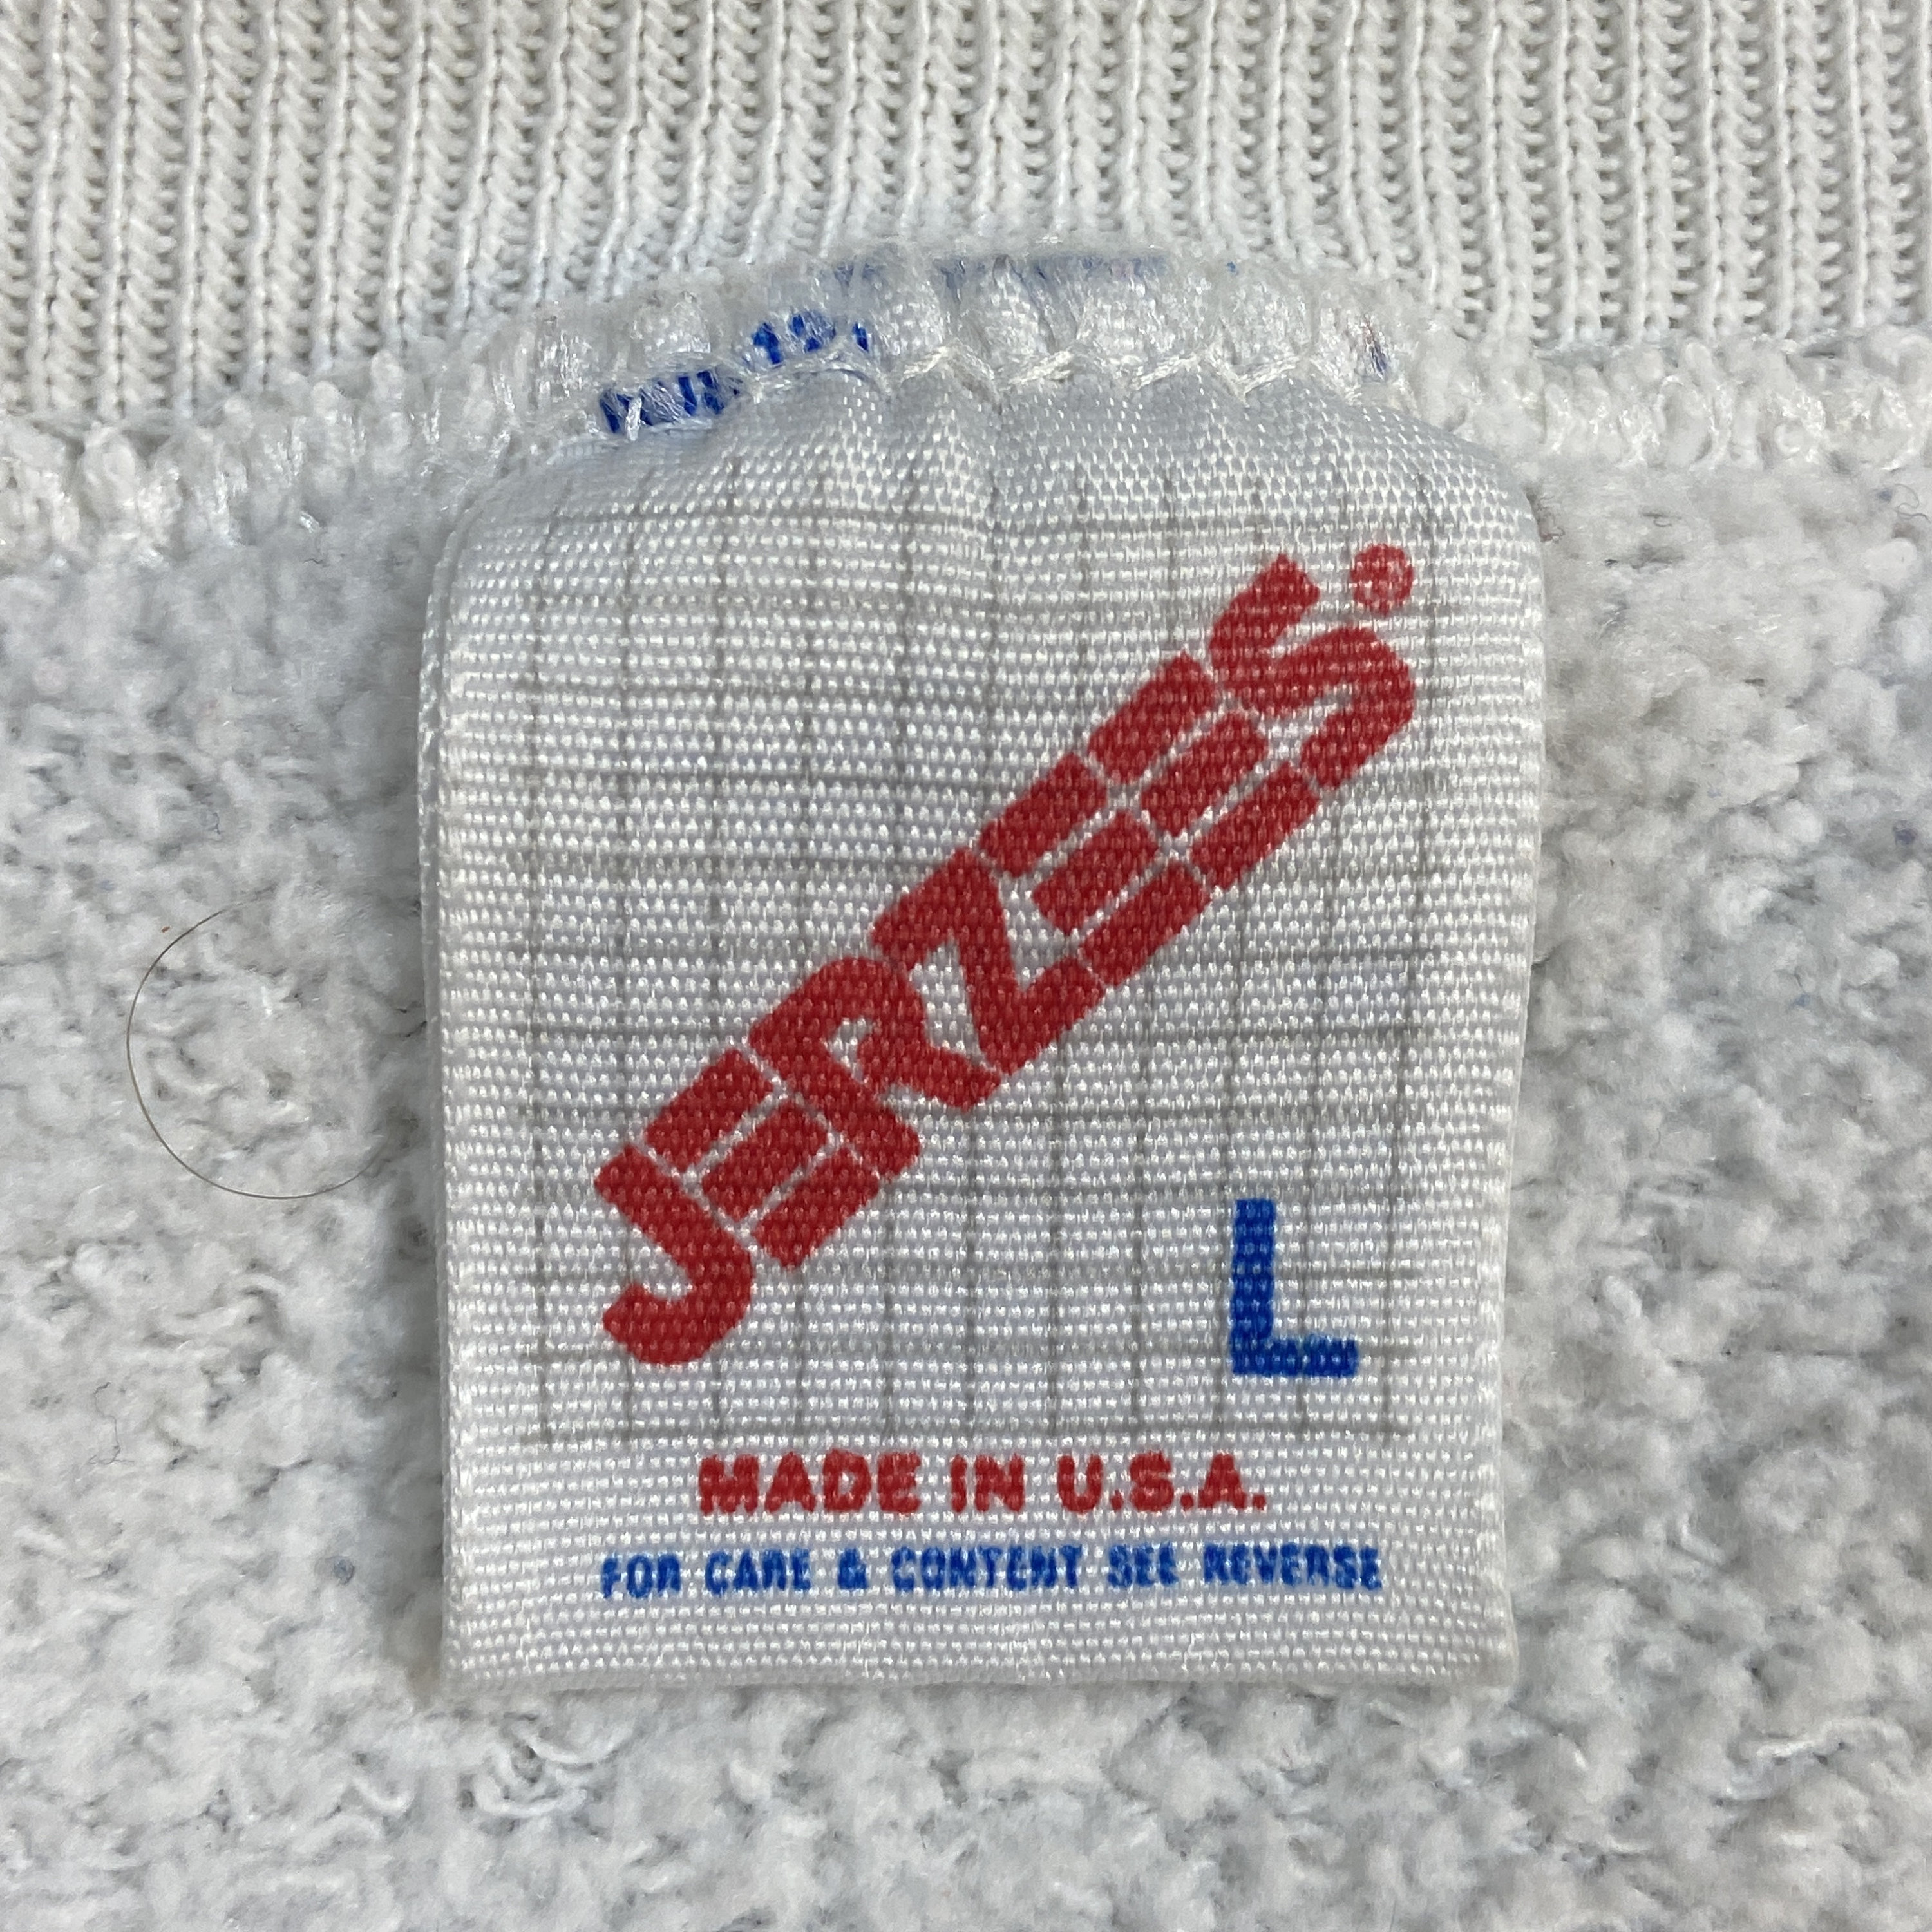 JERZEES®
L
MADE IN U.S.A.
FOR CARE & CONTENT SEE REVERSE